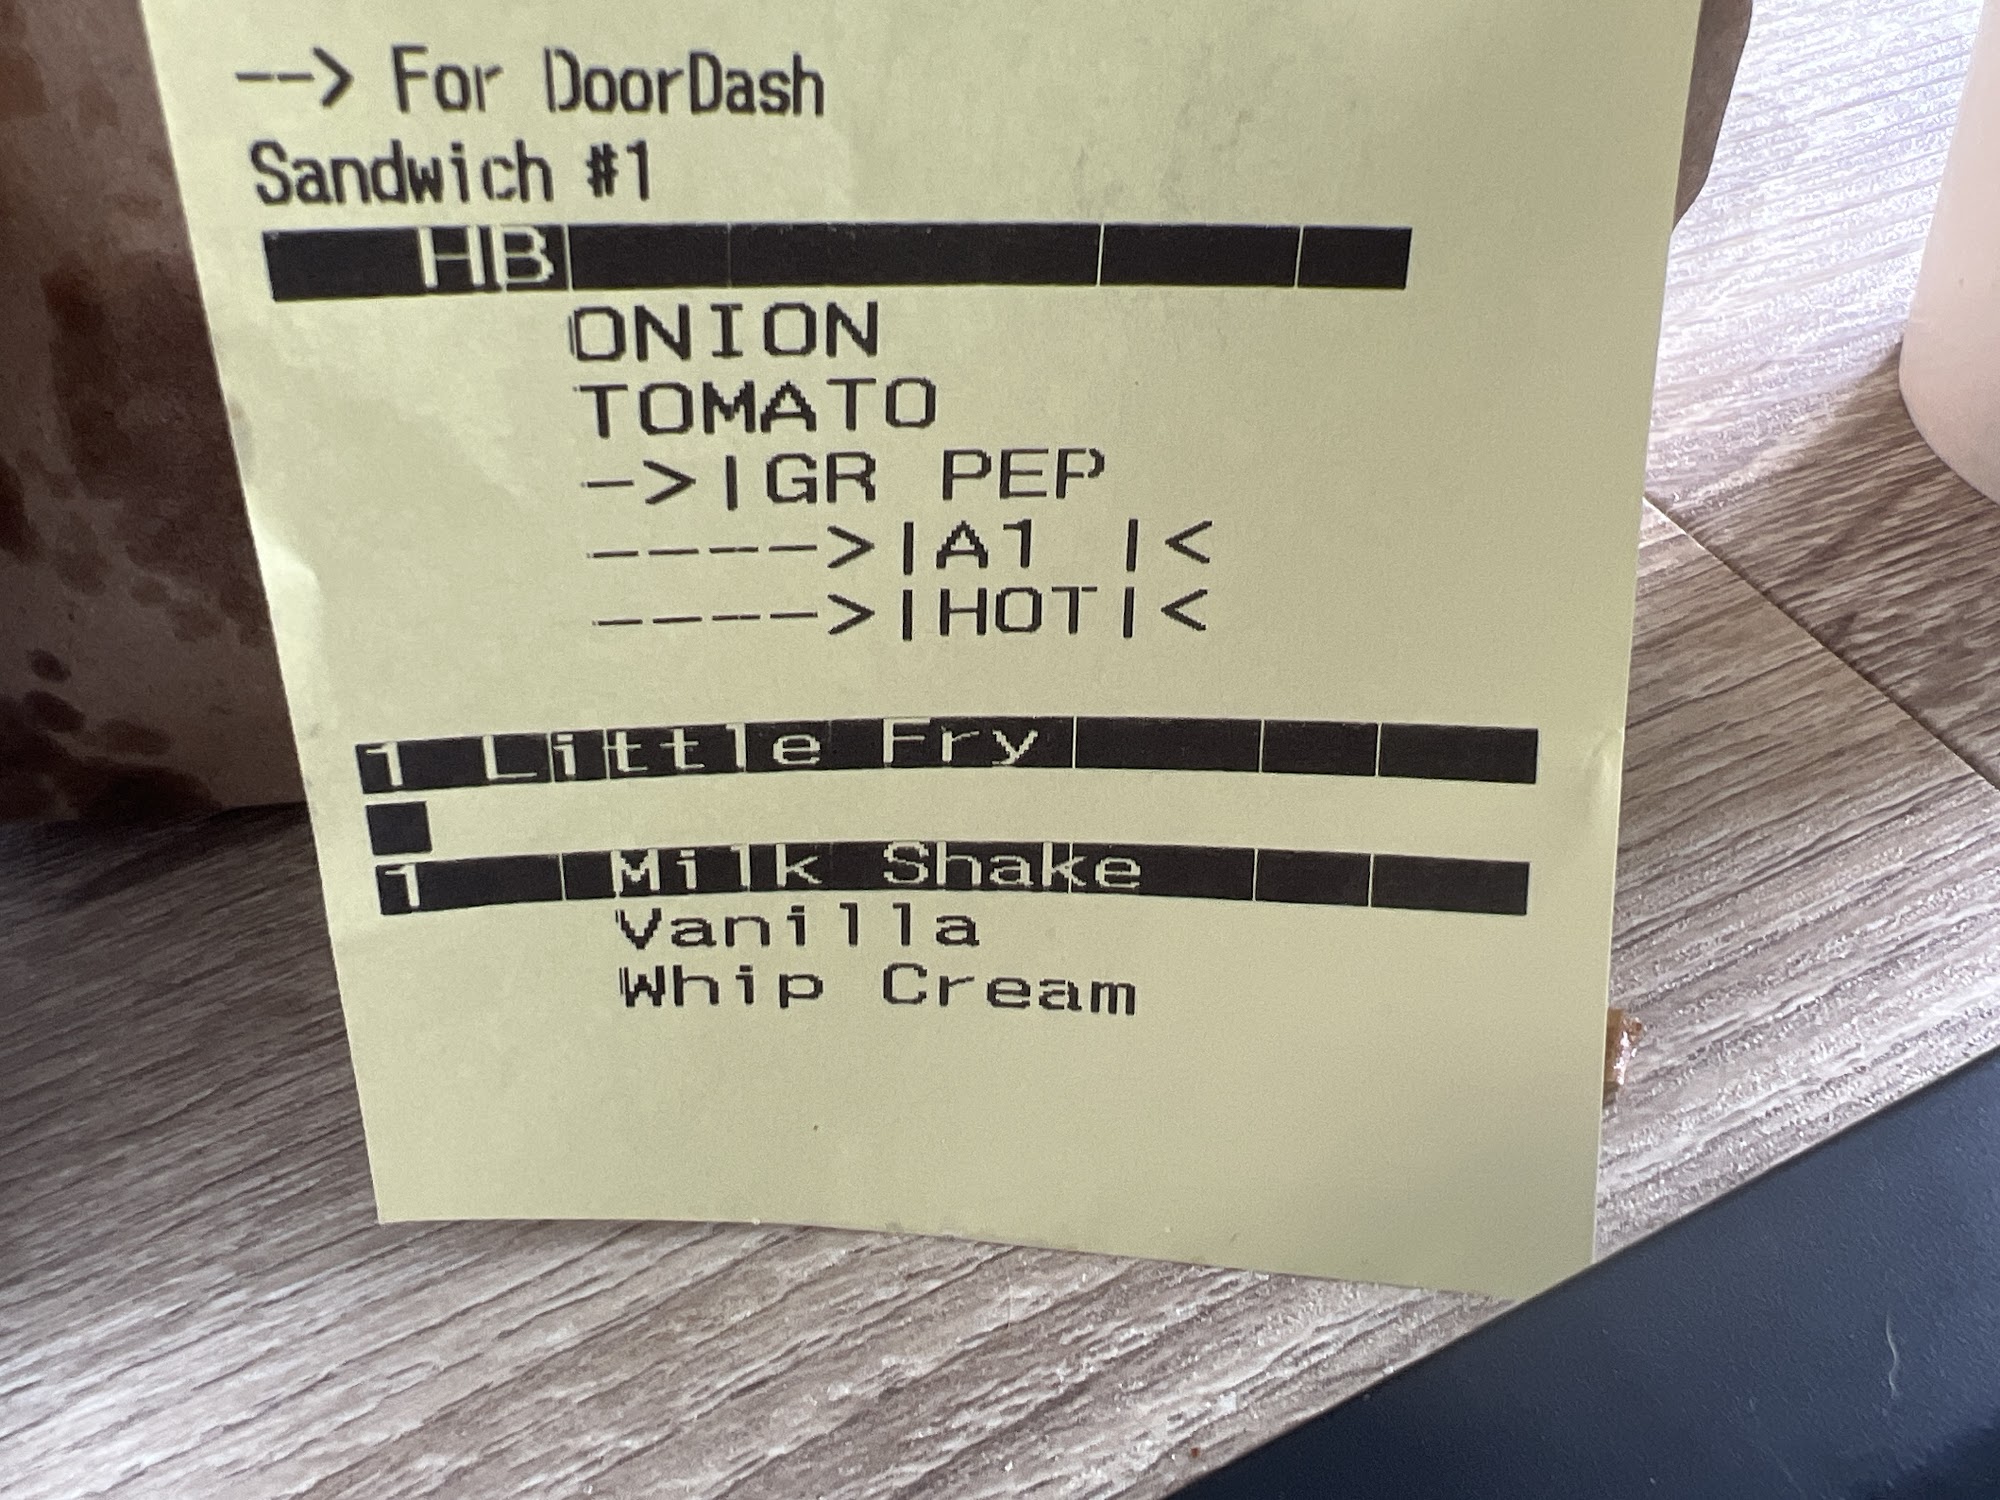 --> For DoorDash
Sandwich #1
HB
ONION
TOMATO
->|GR PEP
---->|A1 |<
---->|HOT|<
1 Little Fry
1 Milk Shake
Vanilla
Whip Cream